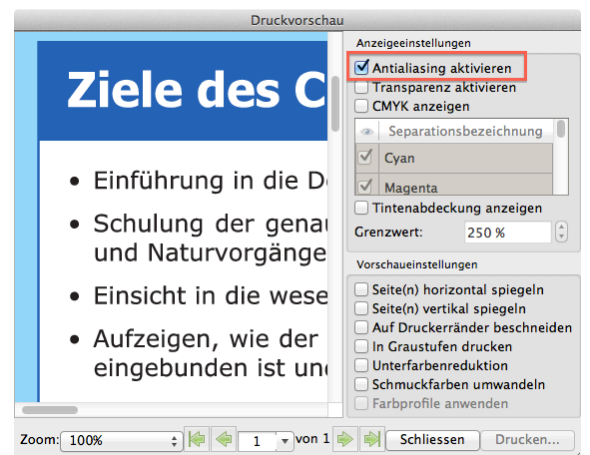 Druckvorschau
Ziele des C
• Einführung in die D
• Schulung der genau
und Naturvorgänge
• Einsicht in die wese
• Aufzeigen, wie der
eingebunden ist und
Anzeigeeinstellungen
Antialiasing aktivieren
Transparenz aktivieren
CMYK anzeigen
Separationsbezeichnung
Cyan
Magenta
Tintenabdeckung anzeigen
Grenzwert: 250 %
Vorschaueinstellungen
Seite(n) horizontal spiegeln
Seite(n) vertikal spiegeln
Auf Druckerränder beschneiden
In Graustufen drucken
Unterfarbenreduktion
Schmuckfarben umwandeln
Farbprofile anwenden
Zoom: 100% 1 von 1 Schliessen Drucken...